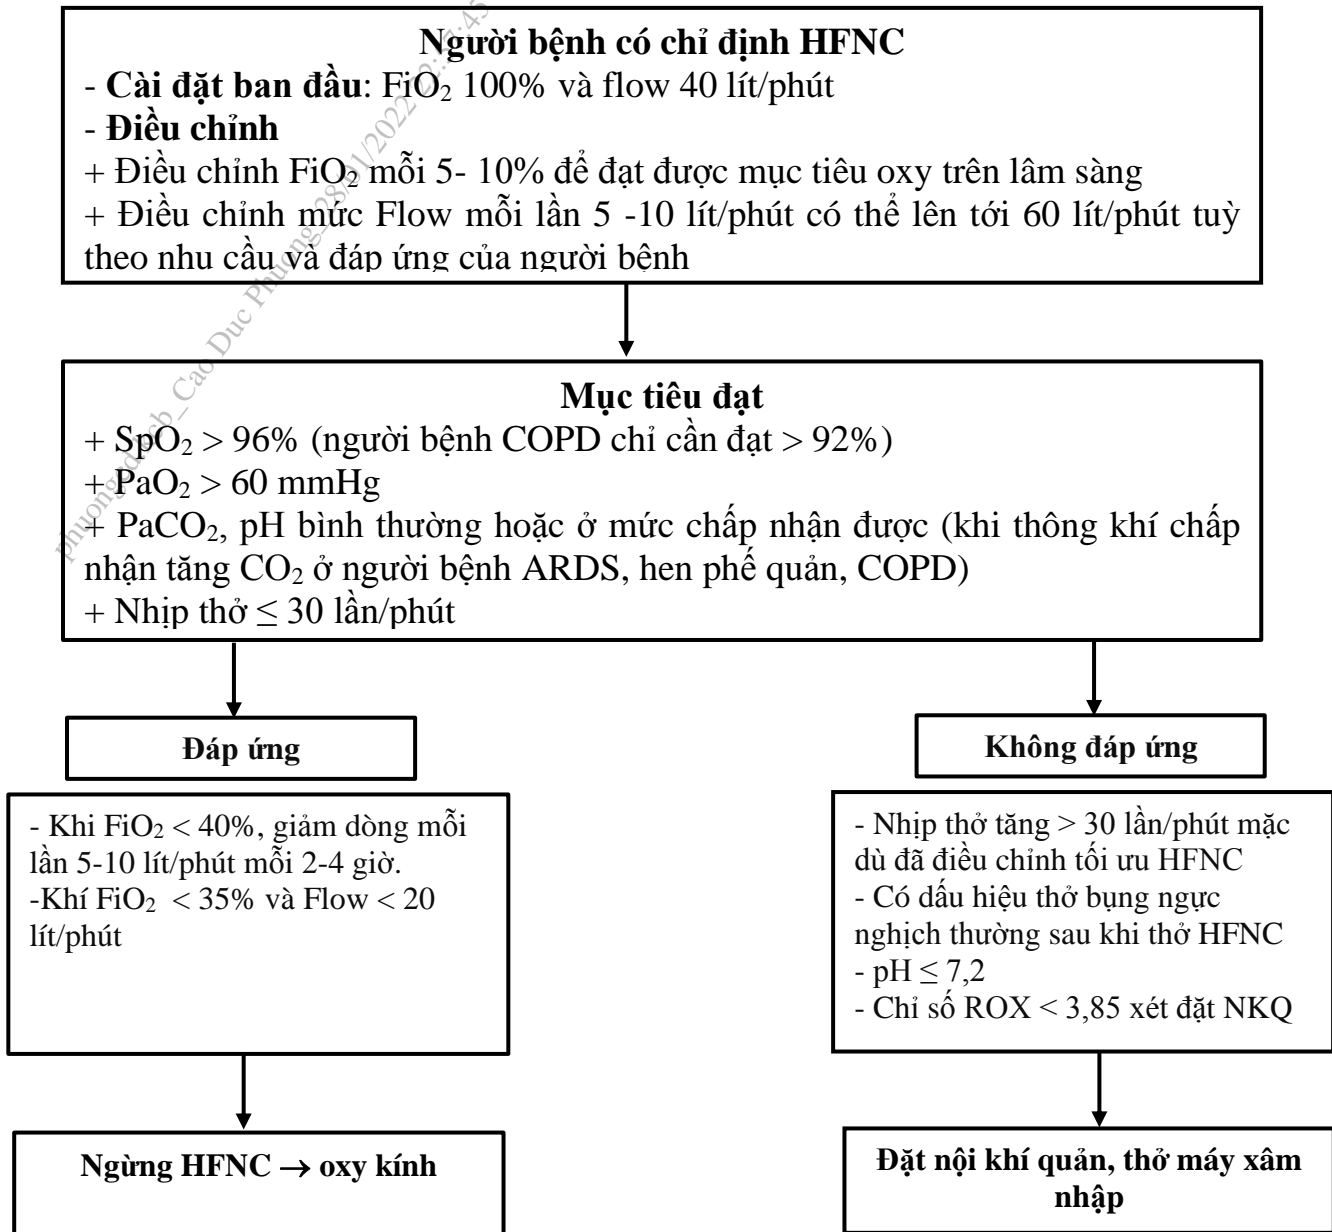 Người bệnh có chỉ định HFNC
- Cài đặt ban đầu: FiO₂ 100% và flow 40 lít/phút
- Điều chỉnh
+ Điều chỉnh FiO₂ mỗi 5- 10% để đạt được mục tiêu oxy trên lâm sàng
+ Điều chỉnh mức Flow mỗi lần 5 -10 lít/phút có thể lên tới 60 lít/phút tuỳ
theo nhu cầu và đáp ứng của người bệnh
Mục tiêu đạt
+ SpO₂ > 96% (người bệnh COPD chỉ cần đạt > 92%)
+ PaO₂ > 60 mmHg
+ PaCO₂, pH bình thường hoặc ở mức chấp nhận được (khi thông khí chấp
nhận tăng CO₂ ở người bệnh ARDS, hen phế quản, COPD)
+ Nhịp thở ≤ 30 lần/phút
Đáp ứng
- Khi FiO₂ < 40%, giảm dòng mỗi
lần 5-10 lít/phút mỗi 2-4 giờ.
-Khí FiO₂ < 35% và Flow < 20
lít/phút
Ngừng HFNC → oxy kính
Không đáp ứng
- Nhịp thở tăng > 30 lần/phút mặc
dù đã điều chỉnh tối ưu HFNC
- Có dấu hiệu thở bụng ngực
nghịch thường sau khi thở HFNC
- pH ≤ 7,2
- Chỉ số ROX < 3,85 xét đặt NKQ
Đặt nội khí quản, thở máy xâm
nhập